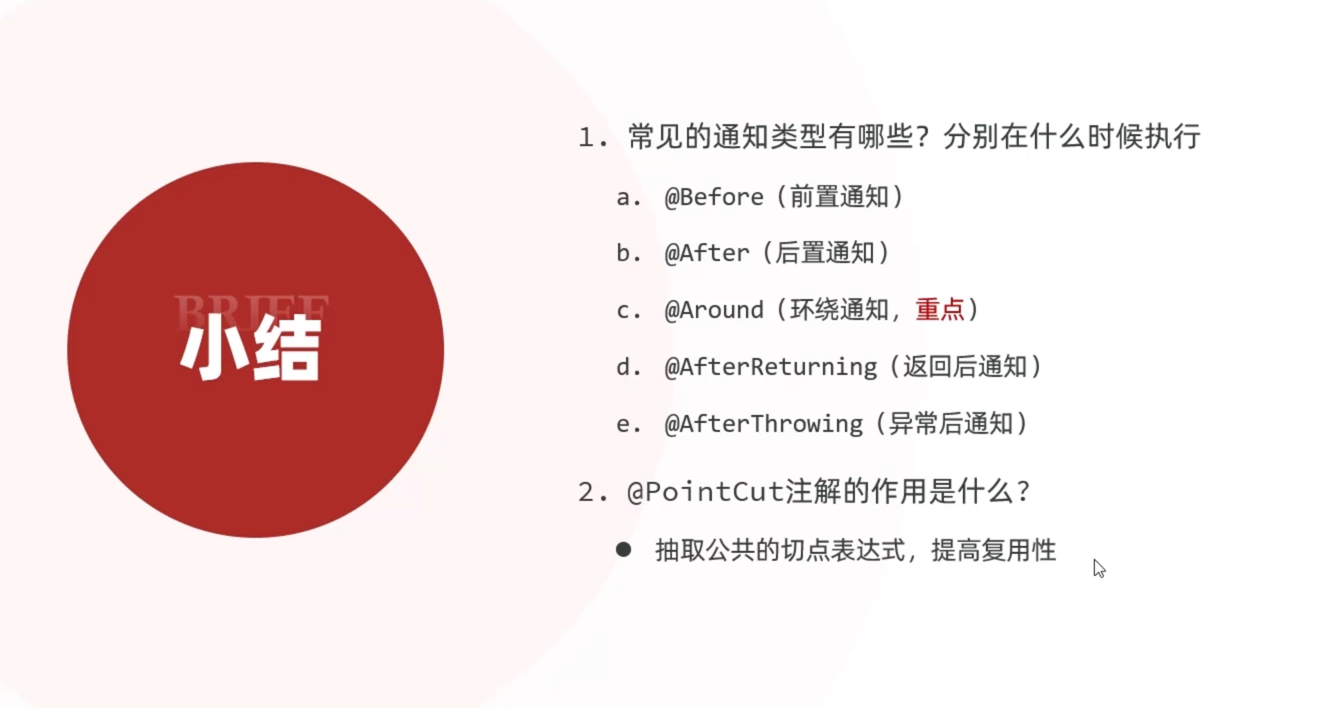 BRIEF
小结
1. 常见的通知类型有哪些？分别在什么时候执行
a. @Before（前置通知）
b. @After（后置通知）
c. @Around（环绕通知，重点）
d. @AfterReturning（返回后通知）
e. @AfterThrowing（异常后通知）
2. @PointCut注解的作用是什么？
● 抽取公共的切点表达式，提高复用性